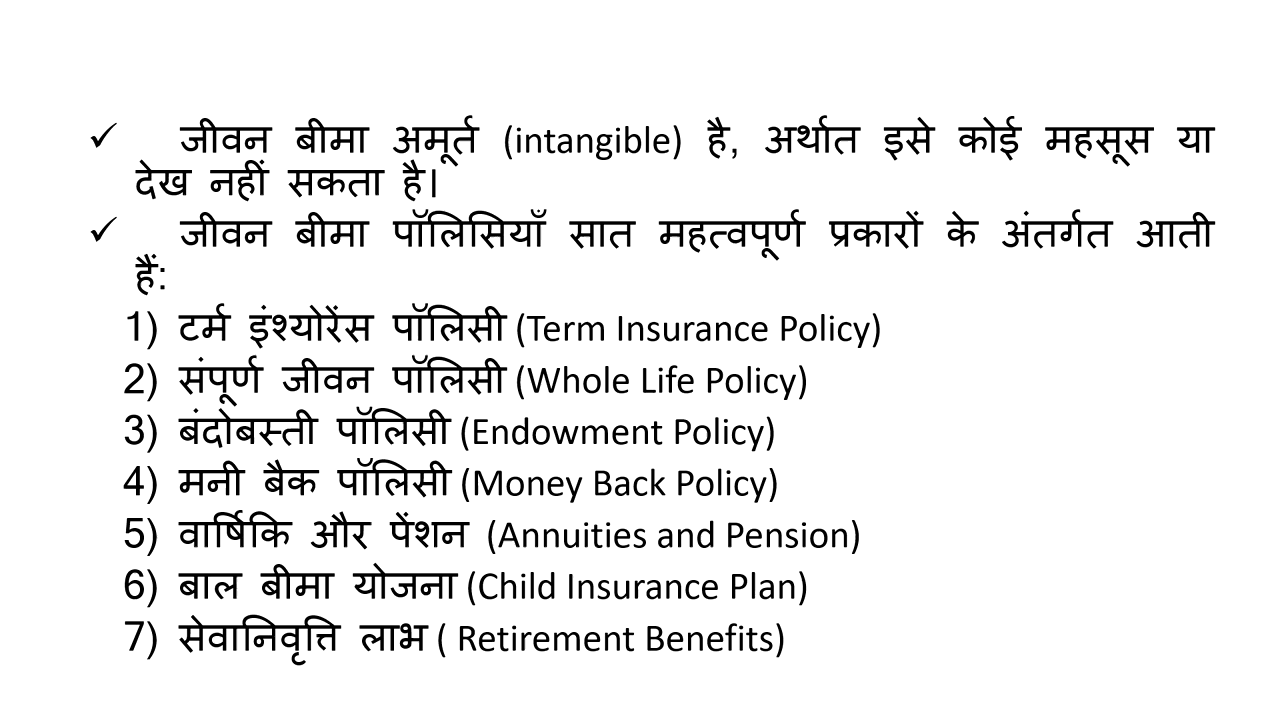 ✓ जीवन बीमा अमूर्त (intangible) है, अर्थात इसे कोई महसूस या
देख नहीं सकता है।
✓ जीवन बीमा पॉलिसियाँ सात महत्वपूर्ण प्रकारों के अंतर्गत आती
हैं:
1) टर्म इंश्योरेंस पॉलिसी (Term Insurance Policy)
2) संपूर्ण जीवन पॉलिसी (Whole Life Policy)
3) बंदोबस्ती पॉलिसी (Endowment Policy)
4) मनी बैक पॉलिसी (Money Back Policy)
5) वार्षिकि और पेंशन (Annuities and Pension)
6) बाल बीमा योजना (Child Insurance Plan)
7) सेवानिवृत्ति लाभ ( Retirement Benefits)